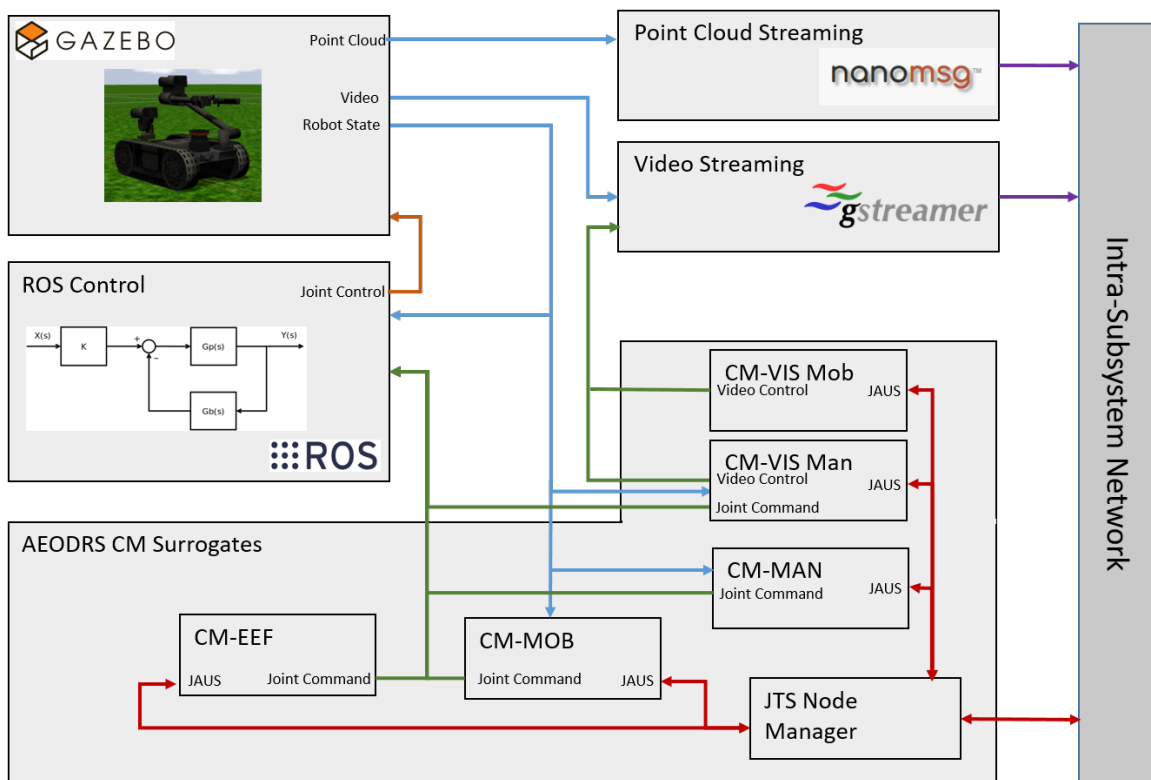 GAZEBO
Point Cloud
Video
Robot State
Point Cloud Streaming
nanomsg™
Video Streaming
gstreamer
ROS Control
Joint Control
X(s)
K
+
−
Gp(s)
Y(s)
Gb(s)
ROS
AEODRS CM Surrogates
CM-VIS Mob
Video Control
JAUS
CM-VIS Man
Video Control
JAUS
Joint Command
CM-MAN
Joint Command
JAUS
CM-EEF
JAUS
Joint Command
CM-MOB
Joint Command
JAUS
JTS Node
Manager
Intra-Subsystem Network